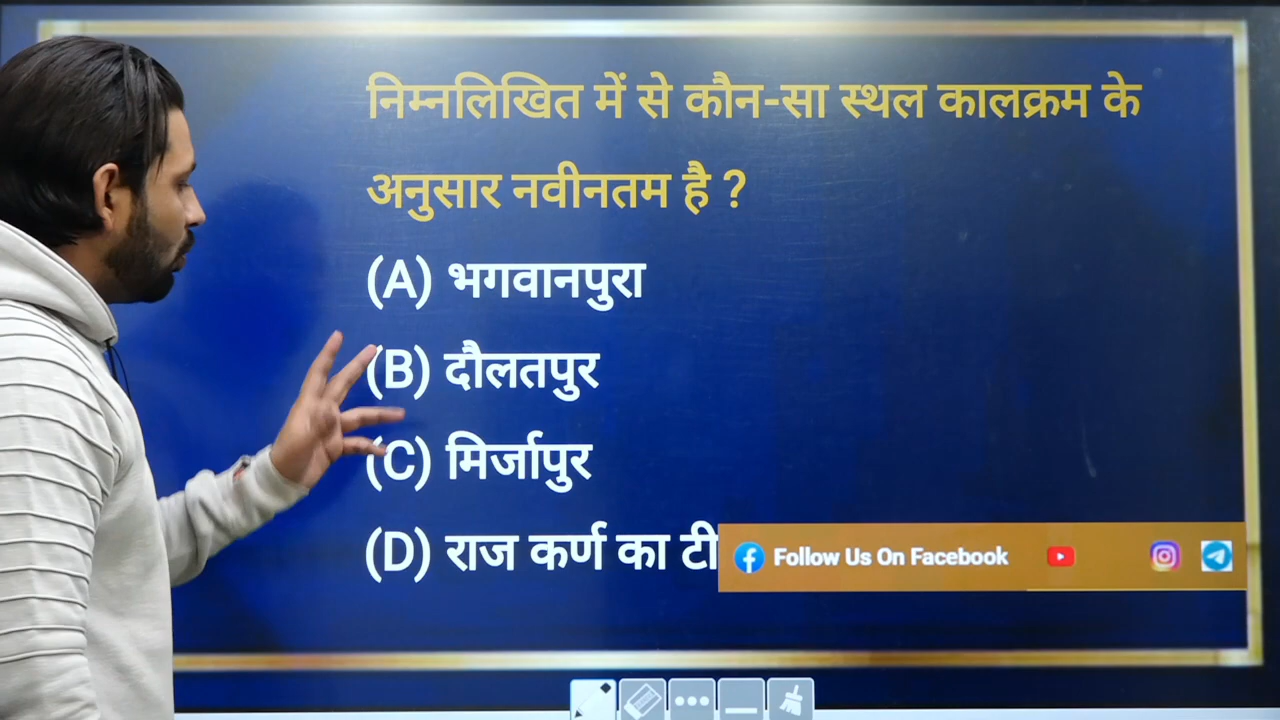 निम्नलिखित में से कौन-सा स्थल कालक्रम के
अनुसार नवीनतम है ?
(A) भगवानपुरा
(B) दौलतपुर
(C) मिर्जापुर
(D) राज कर्ण का
Follow Us On Facebook